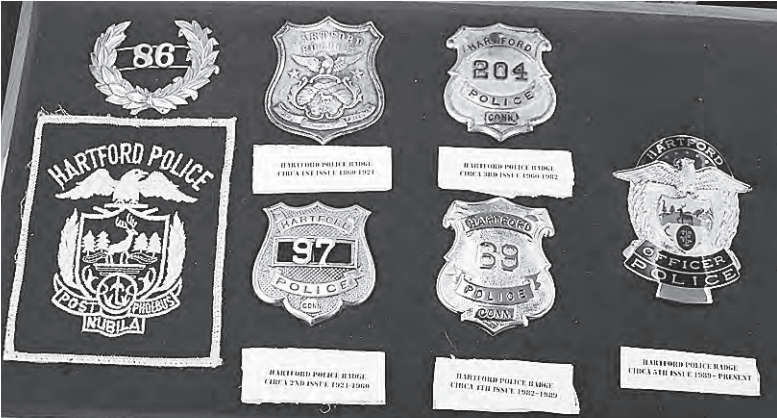 86
HARTFORD POLICE
POST
PHOEBUS
NUBILA
HARTFORD
POLICE
HARTFORD POLICE BADGE
CIRCA 1ST ISSUE 1860-1921
HARTFORD
97
POLICE
CONN
HARTFORD POLICE BADGE
CIRCA 2ND ISSUE 1921-1960
HARTFORD
204
POLICE
CONN
HARTFORD POLICE BADGE
CIRCA 3RD ISSUE 1960-1982
HARTFORD
39
POLICE
CONN
HARTFORD POLICE BADGE
CIRCA 4TH ISSUE 1982-1989
HARTFORD
OFFICER
POLICE
HARTFORD POLICE BADGE
CIRCA 5TH ISSUE 1989- PRESENT